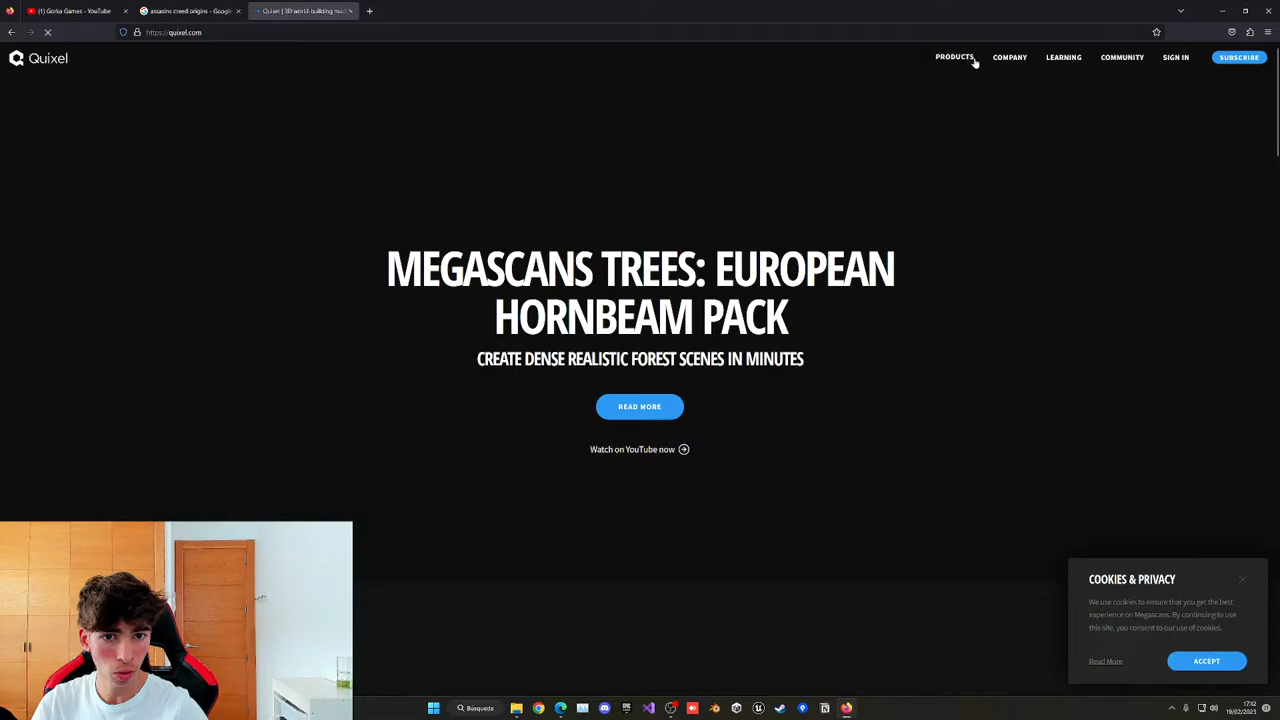 (1) Gorka Games - YouTube
assasins creed origins - Google
Quixel | 3D world-building mad
https://quixel.com
Quixel
PRODUCTS
COMPANY
LEARNING
COMMUNITY
SIGN IN
SUBSCRIBE
MEGASCANS TREES: EUROPEAN
HORNBEAM PACK
CREATE DENSE REALISTIC FOREST SCENES IN MINUTES
READ MORE
Watch on YouTube now
COOKIES & PRIVACY
We use cookies to ensure that you get the best
experience on Megascans. By continuing to use
this site, you consent to our use of cookies.
Read More
ACCEPT
Búsqueda
17:32
19/02/2023